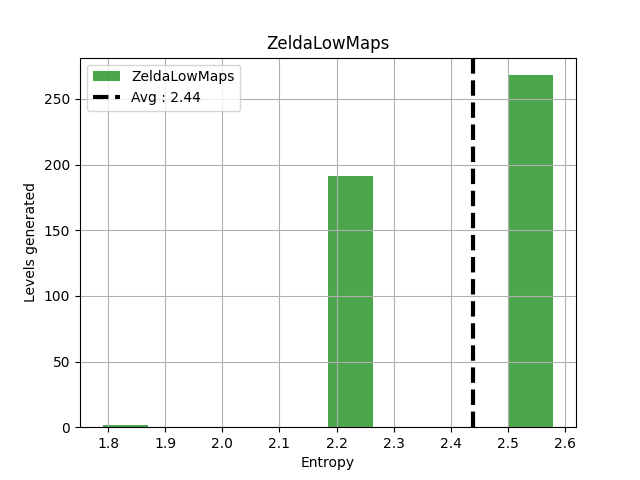 ZeldaLowMaps
ZeldaLowMaps
Avg : 2.44
250
200
150
100
50
0
Levels generated
1.8 1.9 2.0 2.1 2.2 2.3 2.4 2.5 2.6
Entropy